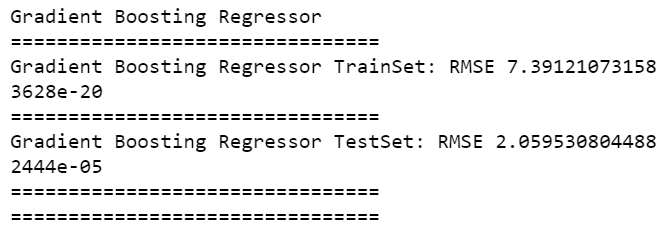 Gradient Boosting Regressor
================================
Gradient Boosting Regressor TrainSet: RMSE 7.39121073158
3628e-20
================================
Gradient Boosting Regressor TestSet: RMSE 2.059530804488
2444e-05
================================
================================